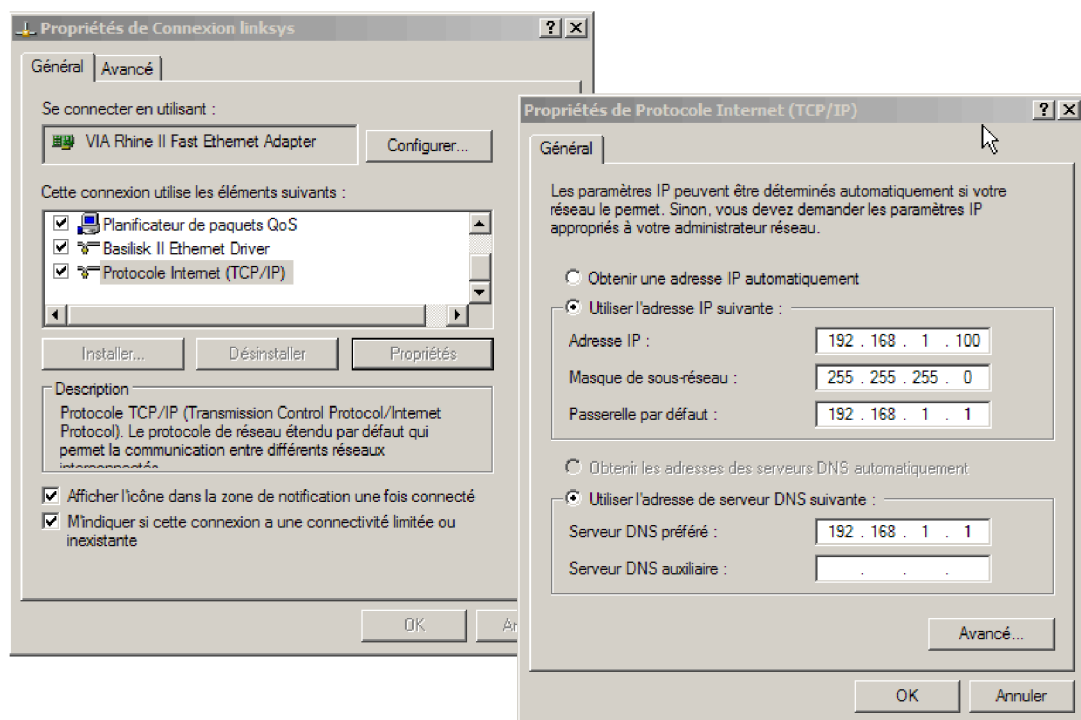 Propriétés de Connexion linksys
Général
Avancé
Se connecter en utilisant :
VIA Rhine II Fast Ethernet Adapter
Configurer...
Cette connexion utilise les éléments suivants :
Planificateur de paquets QoS
Basilisk II Ethernet Driver
Protocole Internet (TCP/IP)
Installer...
Désinstaller
Propriétés
Description
Protocole TCP/IP (Transmission Control Protocol/Internet
Protocol). Le protocole de réseau étendu par défaut qui
permet la communication entre différents réseaux
interconnectés
Afficher l'icône dans la zone de notification une fois connecté
M'indiquer si cette connexion a une connectivité limitée ou
inexistante
OK
Propriétés de Protocole Internet (TCP/IP)
Général
Les paramètres IP peuvent être déterminés automatiquement si votre
réseau le permet. Sinon, vous devez demander les paramètres IP
appropriés à votre administrateur réseau.
Obtenir une adresse IP automatiquement
Utiliser l'adresse IP suivante :
Adresse IP :
192 . 168 . 1 . 100
Masque de sous-réseau :
255 . 255 . 255 . 0
Passerelle par défaut :
192 . 168 . 1 . 1
Obtenir les adresses des serveurs DNS automatiquement
Utiliser l'adresse de serveur DNS suivante :
Serveur DNS préféré :
192 . 168 . 1 . 1
Serveur DNS auxiliaire :
. . .
Avancé...
OK
Annuler